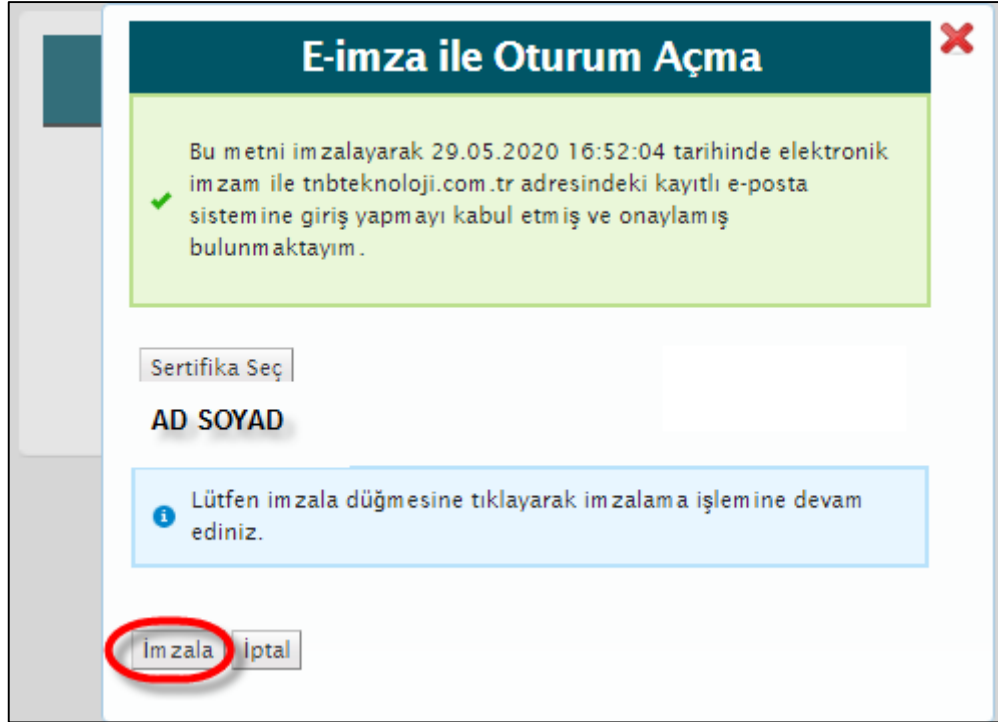 E-imza ile Oturum Açma
Bu metni imzalayarak 29.05.2020 16:52:04 tarihinde elektronik
imzam ile tnbteknoloji.com.tr adresindeki kayıtlı e-posta
sistemine giriş yapmayı kabul etmiş ve onaylamış
bulunmaktayım.
Sertifika Seç
AD SOYAD
Lütfen imzala düğmesine tıklayarak imzalama işlemine devam
ediniz.
İmzala İptal